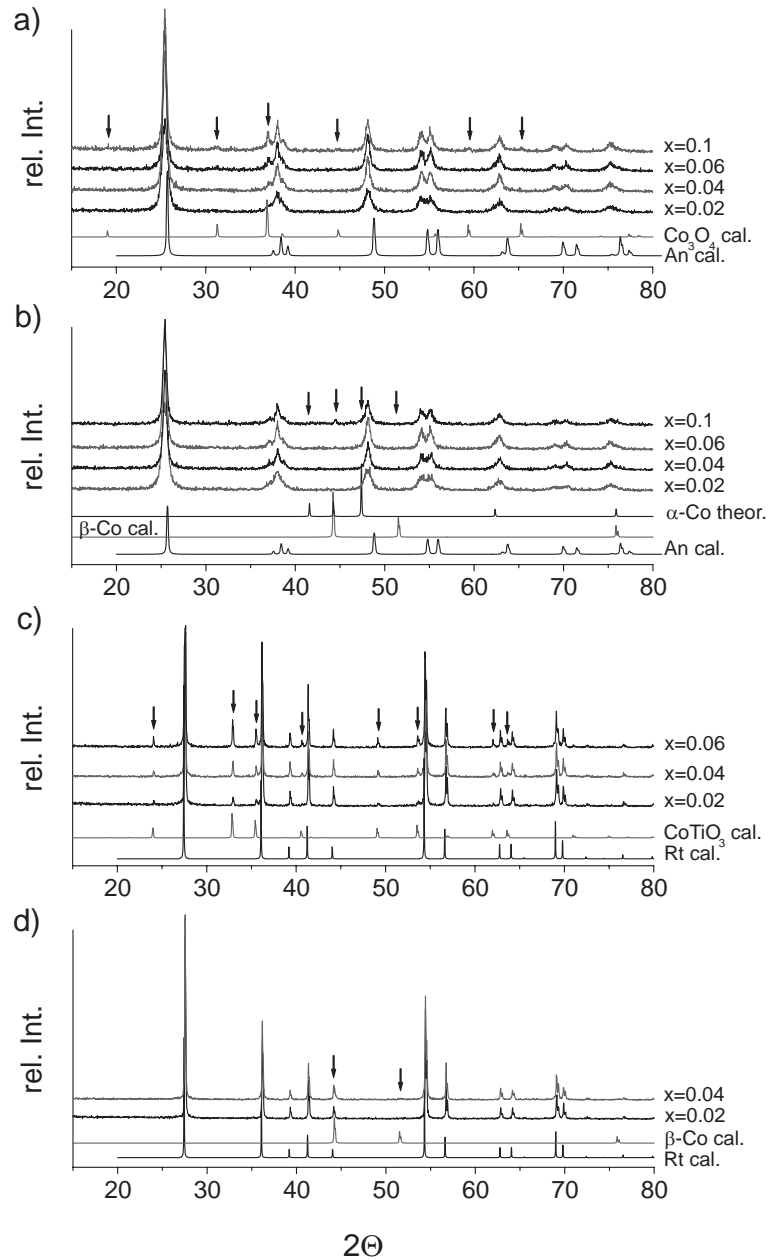 a)
rel. Int.
x=0.1
x=0.06
x=0.04
x=0.02
Co3O4 cal.
An cal.
20 30 40 50 60 70 80
b)
rel. Int.
x=0.1
x=0.06
x=0.04
x=0.02
α-Co theor.
β-Co cal.
An cal.
20 30 40 50 60 70 80
c)
rel. Int.
x=0.06
x=0.04
x=0.02
CoTiO3 cal.
Rt cal.
20 30 40 50 60 70 80
d)
rel. Int.
x=0.04
x=0.02
β-Co cal.
Rt cal.
20 30 40 50 60 70 80
2Θ